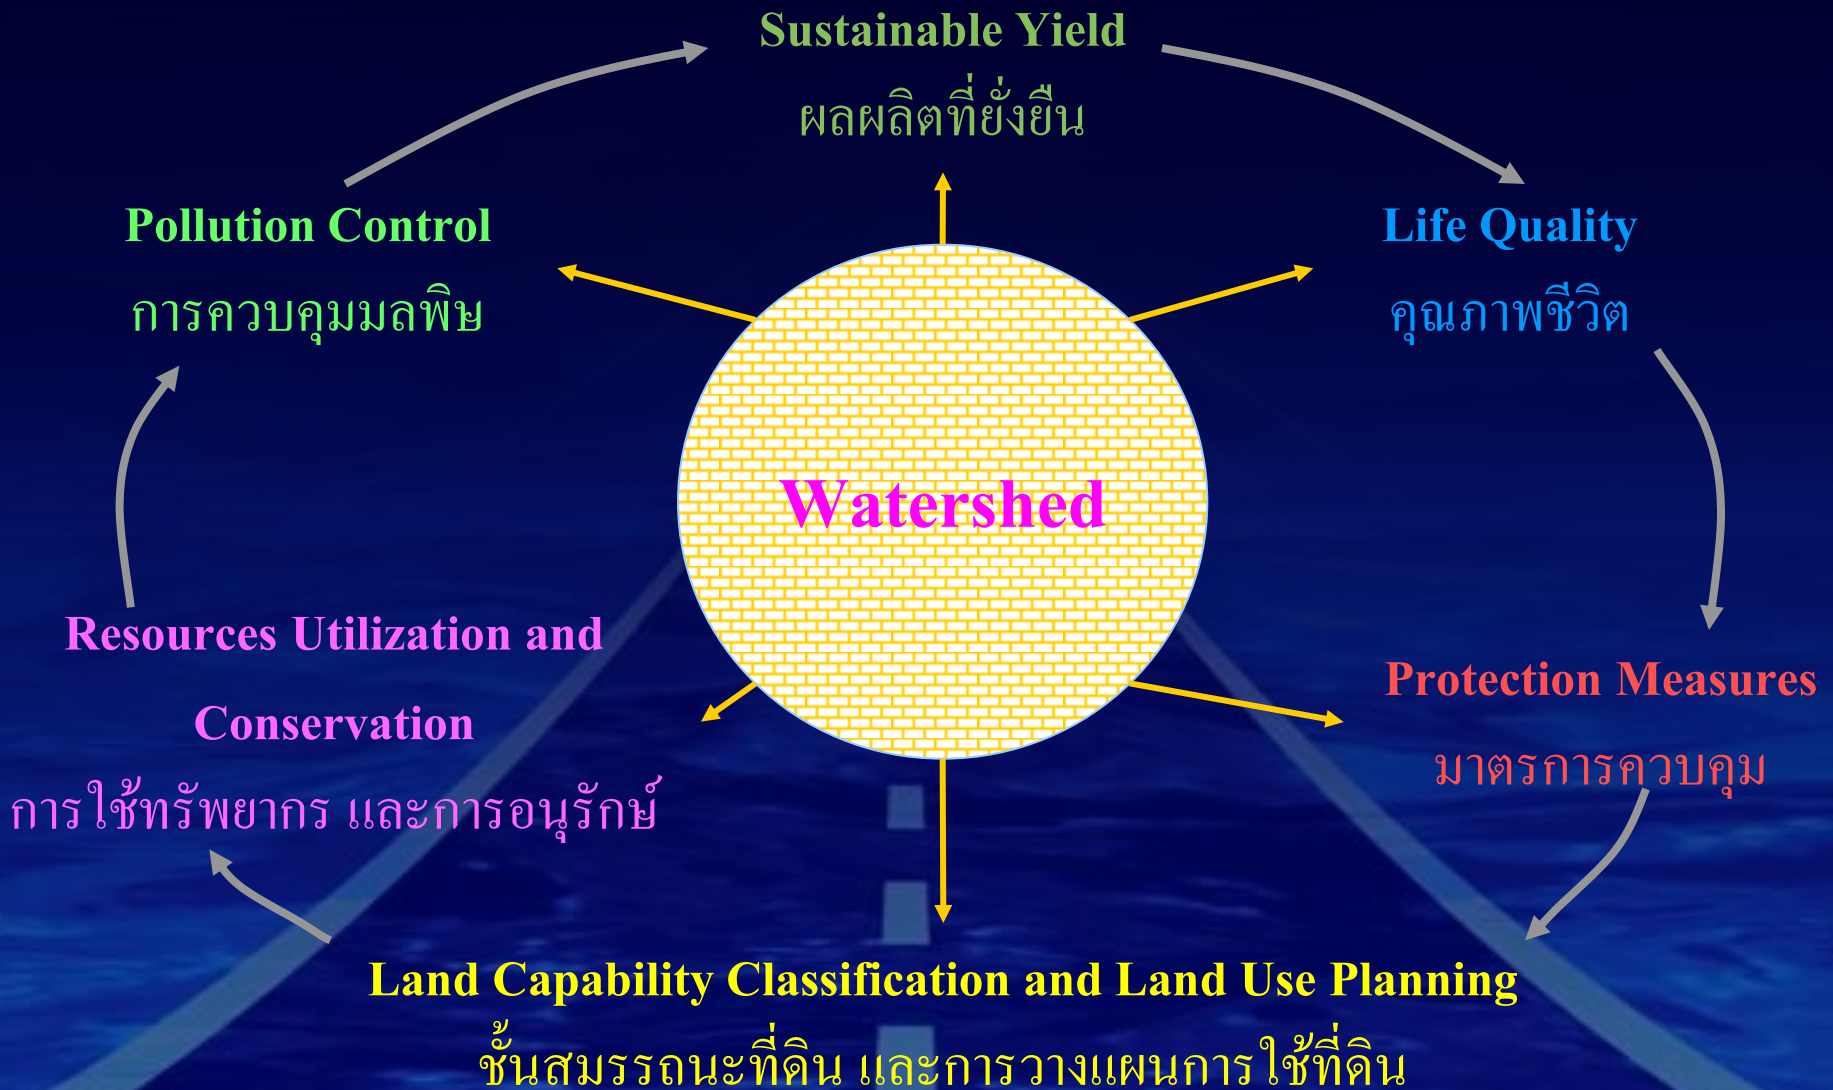 Sustainable Yield
ผลผลิตที่ยั่งยืน
Pollution Control
การควบคุมมลพิษ
Life Quality
คุณภาพชีวิต
Watershed
Resources Utilization and
Conservation
การใช้ทรัพยากร และการอนุรักษ์
Protection Measures
มาตรการควบคุม
Land Capability Classification and Land Use Planning
ชั้นสมรรถนะที่ดิน และการวางแผนการใช้ที่ดิน